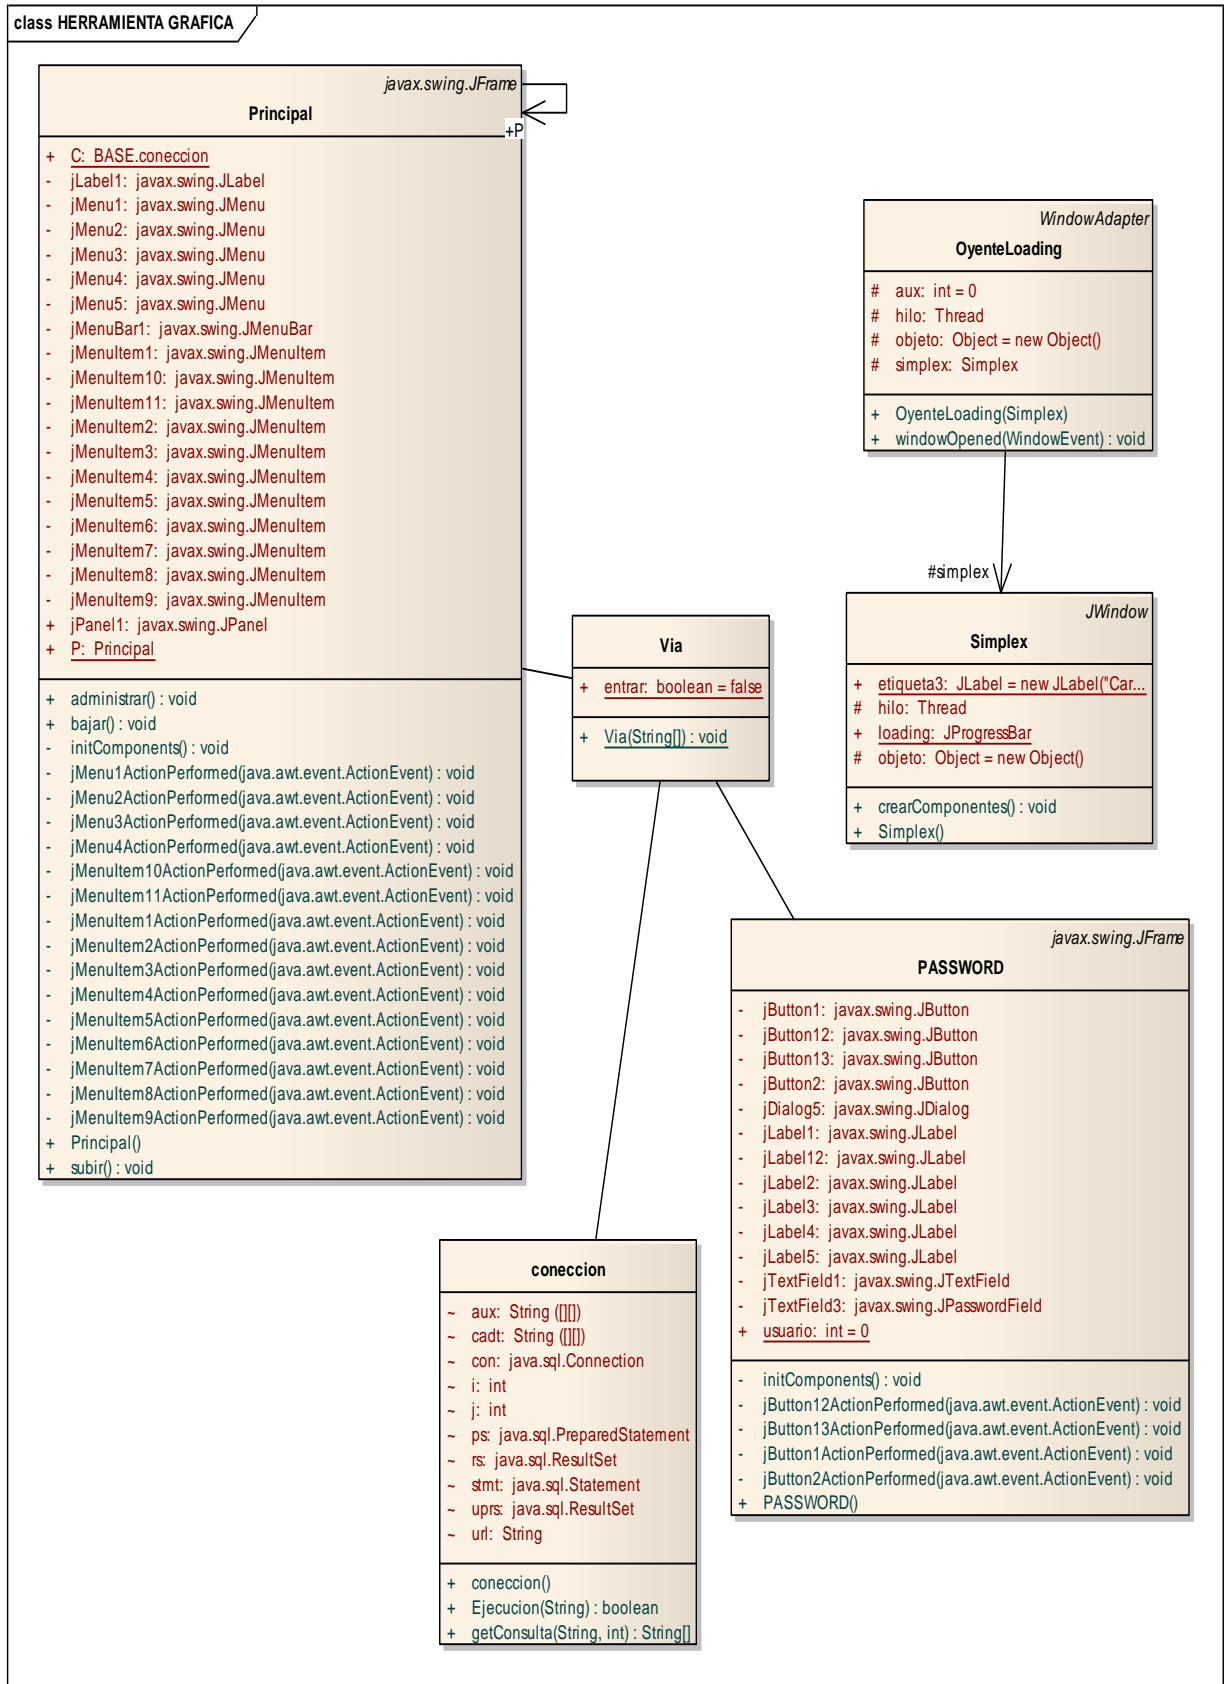 class HERRAMIENTA GRAFICA
javax.swing.JFrame
Principal
+P
+ C: BASE.coneccion
- jLabel1: javax.swing.JLabel
- jMenu1: javax.swing.JMenu
- jMenu2: javax.swing.JMenu
- jMenu3: javax.swing.JMenu
- jMenu4: javax.swing.JMenu
- jMenu5: javax.swing.JMenu
- jMenuBar1: javax.swing.JMenuBar
- jMenuItem1: javax.swing.JMenuItem
- jMenuItem10: javax.swing.JMenuItem
- jMenuItem11: javax.swing.JMenuItem
- jMenuItem2: javax.swing.JMenuItem
- jMenuItem3: javax.swing.JMenuItem
- jMenuItem4: javax.swing.JMenuItem
- jMenuItem5: javax.swing.JMenuItem
- jMenuItem6: javax.swing.JMenuItem
- jMenuItem7: javax.swing.JMenuItem
- jMenuItem8: javax.swing.JMenuItem
- jMenuItem9: javax.swing.JMenuItem
+ jPanel1: javax.swing.JPanel
+ P: Principal
+ administrar() : void
+ bajar() : void
- initComponents() : void
- jMenu1ActionPerformed(java.awt.event.ActionEvent) : void
- jMenu2ActionPerformed(java.awt.event.ActionEvent) : void
- jMenu3ActionPerformed(java.awt.event.ActionEvent) : void
- jMenu4ActionPerformed(java.awt.event.ActionEvent) : void
- jMenuItem10ActionPerformed(java.awt.event.ActionEvent) : void
- jMenuItem11ActionPerformed(java.awt.event.ActionEvent) : void
- jMenuItem1ActionPerformed(java.awt.event.ActionEvent) : void
- jMenuItem2ActionPerformed(java.awt.event.ActionEvent) : void
- jMenuItem3ActionPerformed(java.awt.event.ActionEvent) : void
- jMenuItem4ActionPerformed(java.awt.event.ActionEvent) : void
- jMenuItem5ActionPerformed(java.awt.event.ActionEvent) : void
- jMenuItem6ActionPerformed(java.awt.event.ActionEvent) : void
- jMenuItem7ActionPerformed(java.awt.event.ActionEvent) : void
- jMenuItem8ActionPerformed(java.awt.event.ActionEvent) : void
- jMenuItem9ActionPerformed(java.awt.event.ActionEvent) : void
+ Principal()
+ subir() : void
WindowAdapter
OyenteLoading
# aux: int = 0
# hilo: Thread
# objeto: Object = new Object()
# simplex: Simplex
+ OyenteLoading(Simplex)
+ windowOpened(WindowEvent) : void
#simplex
JWindow
Simplex
+ etiqueta3: JLabel = new JLabel("Car...
# hilo: Thread
+ loading: JProgressBar
# objeto: Object = new Object()
+ crearComponentes() : void
+ Simplex()
Via
+ entrar: boolean = false
+ Via(String[]) : void
javax.swing.JFrame
PASSWORD
- jButton1: javax.swing.JButton
- jButton12: javax.swing.JButton
- jButton13: javax.swing.JButton
- jButton2: javax.swing.JButton
- jDialog5: javax.swing.JDialog
- jLabel1: javax.swing.JLabel
- jLabel12: javax.swing.JLabel
- jLabel2: javax.swing.JLabel
- jLabel3: javax.swing.JLabel
- jLabel4: javax.swing.JLabel
- jLabel5: javax.swing.JLabel
- jTextField1: javax.swing.JTextField
- jTextField3: javax.swing.JPasswordField
+ usuario: int = 0
- initComponents() : void
- jButton12ActionPerformed(java.awt.event.ActionEvent) : void
- jButton13ActionPerformed(java.awt.event.ActionEvent) : void
- jButton1ActionPerformed(java.awt.event.ActionEvent) : void
- jButton2ActionPerformed(java.awt.event.ActionEvent) : void
+ PASSWORD()
coneccion
~ aux: String ([][])
~ cadt: String ([][])
~ con: java.sql.Connection
~ i: int
~ j: int
~ ps: java.sql.PreparedStatement
~ rs: java.sql.ResultSet
~ stmt: java.sql.Statement
~ uprs: java.sql.ResultSet
~ url: String
+ coneccion()
+ Ejecucion(String) : boolean
+ getConsulta(String, int) : String[]